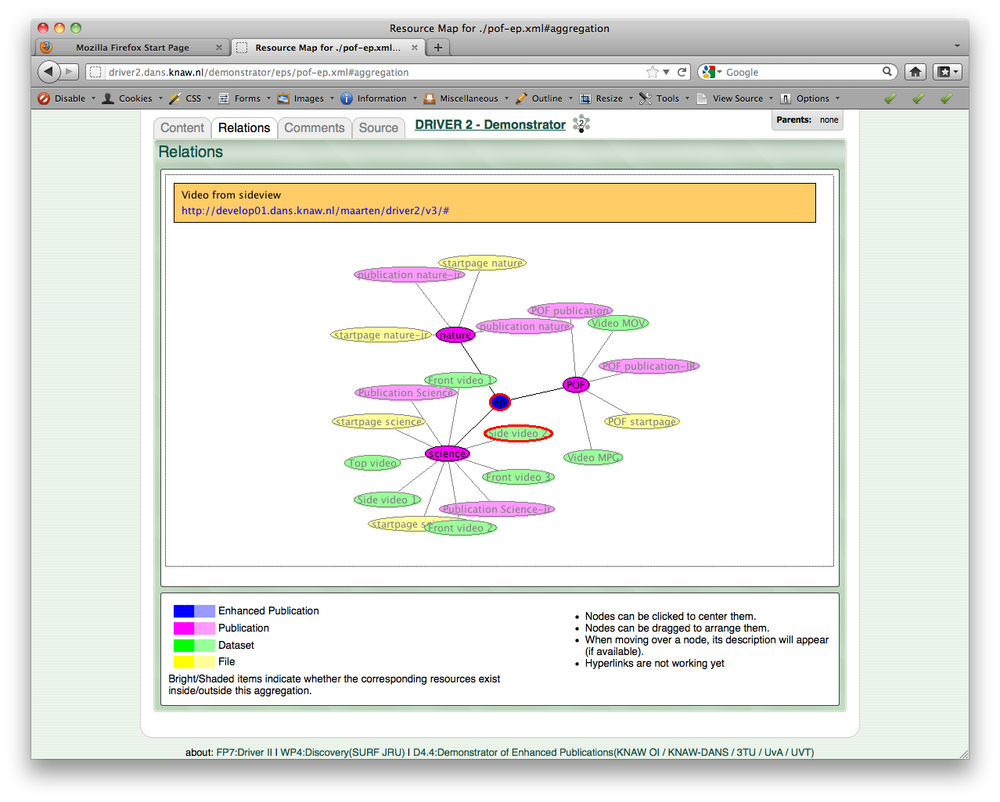 Resource Map for ./pof-ep.xml#aggregation
Mozilla Firefox Start Page
Resource Map for ./pof-ep.xml...
driver2.dans.knaw.nl/demonstrator/eps/pof-ep.xml#aggregation
Google
Disable Cookies CSS Forms Images Information Miscellaneous Outline Resize Tools View Source Options
Content Relations Comments Source DRIVER 2 - Demonstrator 2
Parents: none
Relations
Video from sideview
http://develop01.dans.knaw.nl/maarten/driver2/v3/#
startpage nature
publication nature-jr
POF publication
Video MOV
publication nature
startpage nature-jr
nature
POF publication-JR
Front video 1
POF
Publication Science
ep
startpage science
POF startpage
Side video 2
science
Video MPG
Top video
Front video 3
Side video 1
Publication Science-jr
startpage sci
Front video 2
Enhanced Publication
Publication
Dataset
File
Bright/Shaded items indicate whether the corresponding resources exist
inside/outside this aggregation.
• Nodes can be clicked to center them.
• Nodes can be dragged to arrange them.
• When moving over a node, its description will appear
(if available).
• Hyperlinks are not working yet
about: FP7:Driver II | WP4:Discovery(SURF JRU) | D4.4:Demonstrator of Enhanced Publications(KNAW OI / KNAW-DANS / 3TU / UvA / UVT)